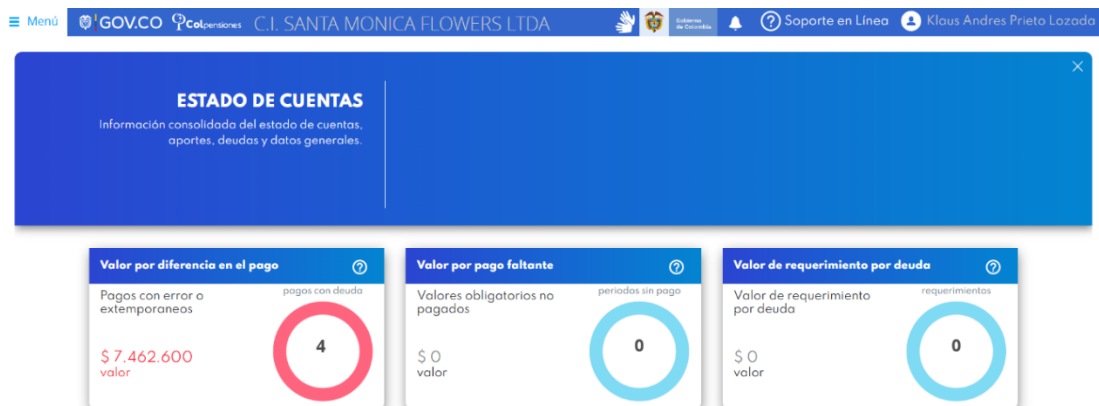 Menú GOV.CO Colpensiones C.I. SANTA MONICA FLOWERS LTDA Gobierno de Colombia Soporte en Línea Klaus Andres Prieto Lozada
ESTADO DE CUENTAS
Información consolidada del estado de cuentas,
aportes, deudas y datos generales.
Valor por diferencia en el pago
Pagos con error o
extemporaneos
pagos con deuda
4
$ 7.462.600
valor
Valor por pago faltante
Valores obligatorios no
pagados
periodos sin pago
0
$ 0
valor
Valor de requerimiento por deuda
Valor de requerimiento
por deuda
requerimientos
0
$ 0
valor